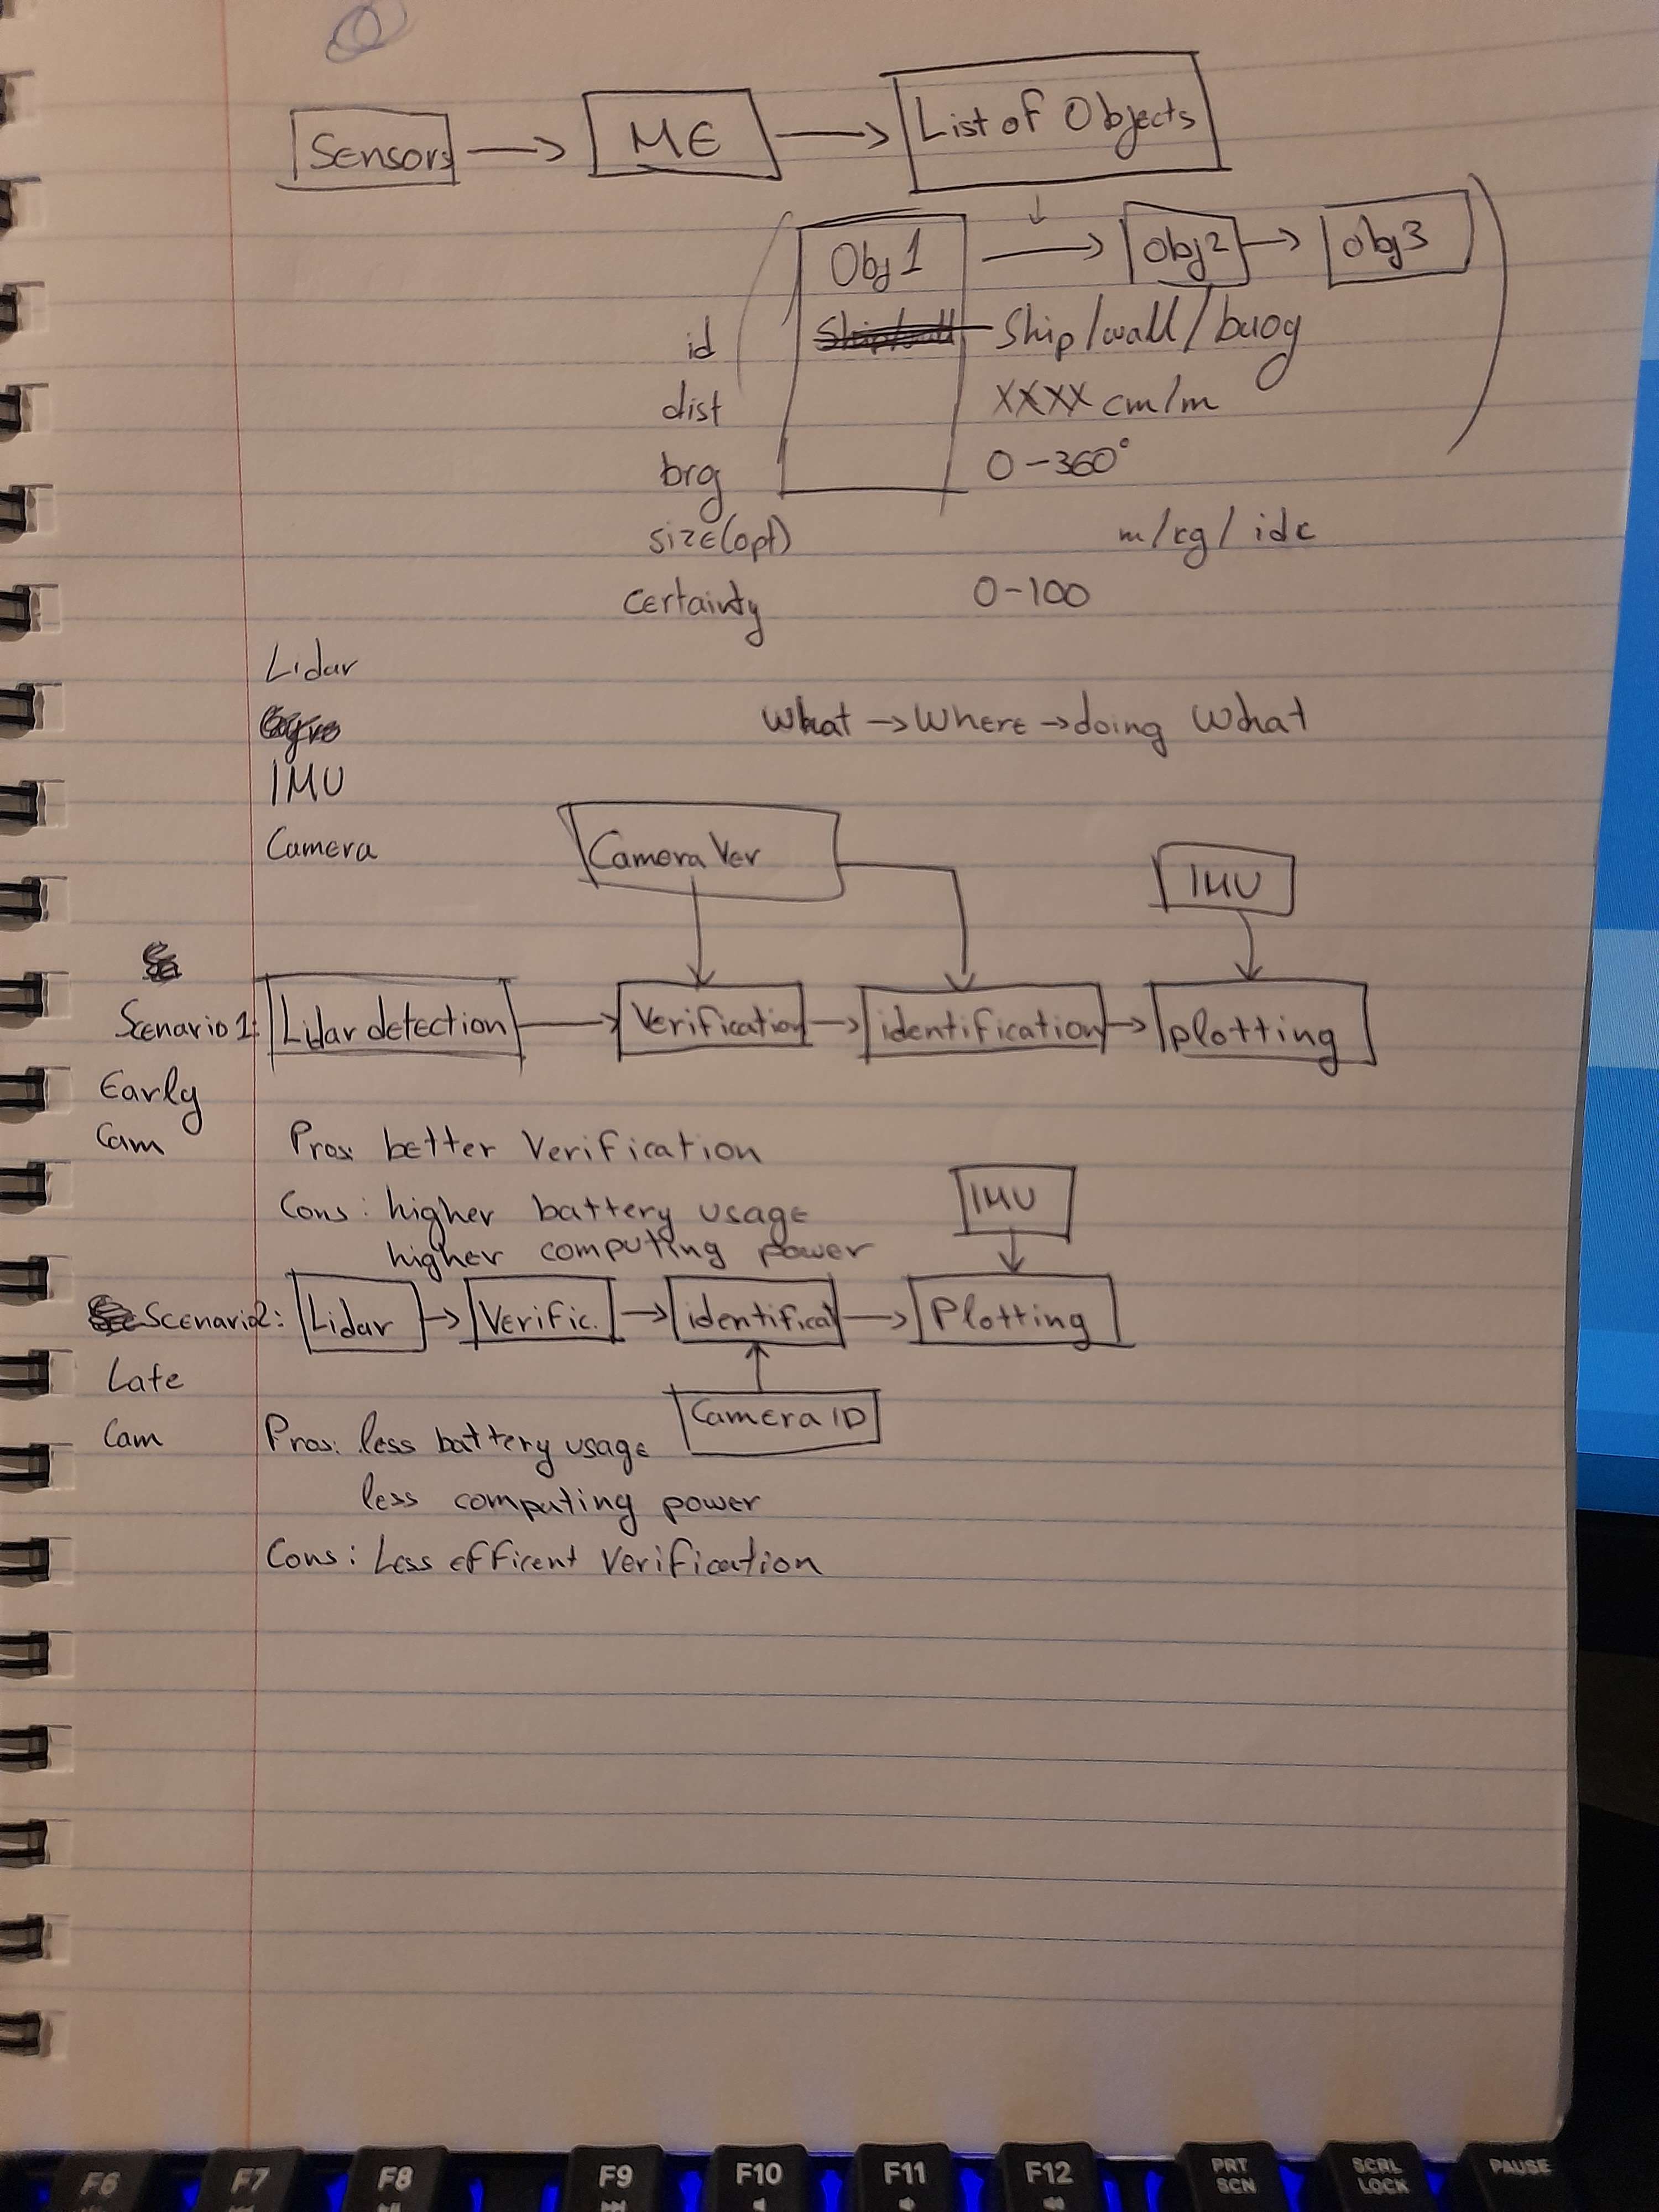 Sensors → ME → List of Objects
↓
Obj 1 → Obj2 → Obj3
id Ship/wall Ship/wall/buoy
dist XXXX cm/m
brg 0-360°
size(opt) m/kg/idc
certainty 0-100
Lidar
Gyro
What → Where → doing What
IMU
Camera
Camera Ver
IMU
Scenario 1: Lidar detection → Verification → identification → plotting
Early
Cam
Pros: better Verification
Cons: higher battery usage
higher computing power
IMU
Scenario2: Lidar → Verific. → identificat → Plotting
Late
Camera ID
Cam
Pros: less battery usage
less computing power
Cons: Less efficent Verification
F6 F7 F8 F9 F10 F11 F12 PRT SCN SCRL LOCK PAUSE